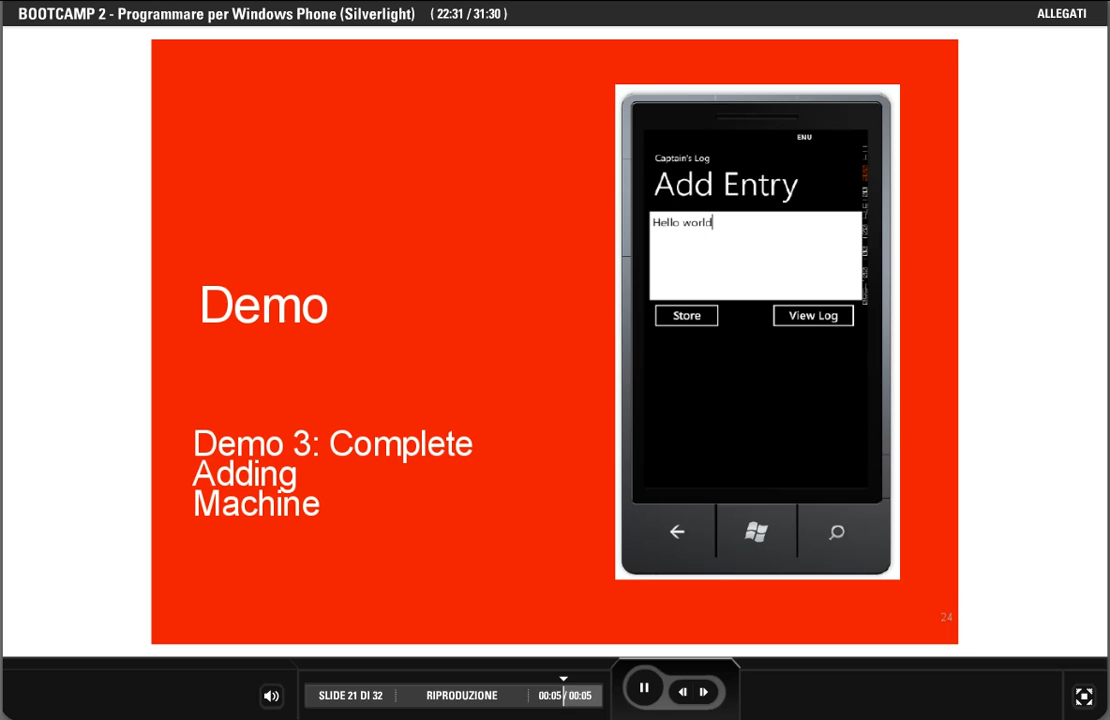 BOOTCAMP 2 - Programmare per Windows Phone (Silverlight) ( 22:31 / 31:30 )
ALLEGATI
ENU
Captain's Log
Add Entry
Hello world
Store
View Log
Demo
Demo 3: Complete
Adding
Machine
24
SLIDE 21 DI 32
RIPRODUZIONE
00:05 / 00:05